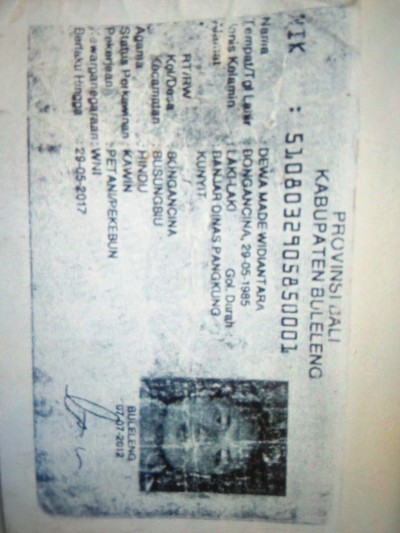 PROVINSI BALI
KABUPATEN BULELENG
NIK : 5108032905850001
Nama : DEWA MADE WIDIANTARA
Tempat/Tgl Lahir : BONGANCINA, 29-05-1985
Jenis Kelamin : LAKI-LAKI Gol. Darah
Alamat : BANJAR DINAS PANGKUNG
KUNYIT
RT/RW : /
Kel/Desa : BONGANCINA
Kecamatan : BUSUNGBIU
Agama : HINDU
Status Perkawinan : KAWIN
Pekerjaan : PETANI/PEKEBUN
Kewarganegaraan : WNI
Berlaku Hingga : 29-05-2017
BULELENG
07-07-2012